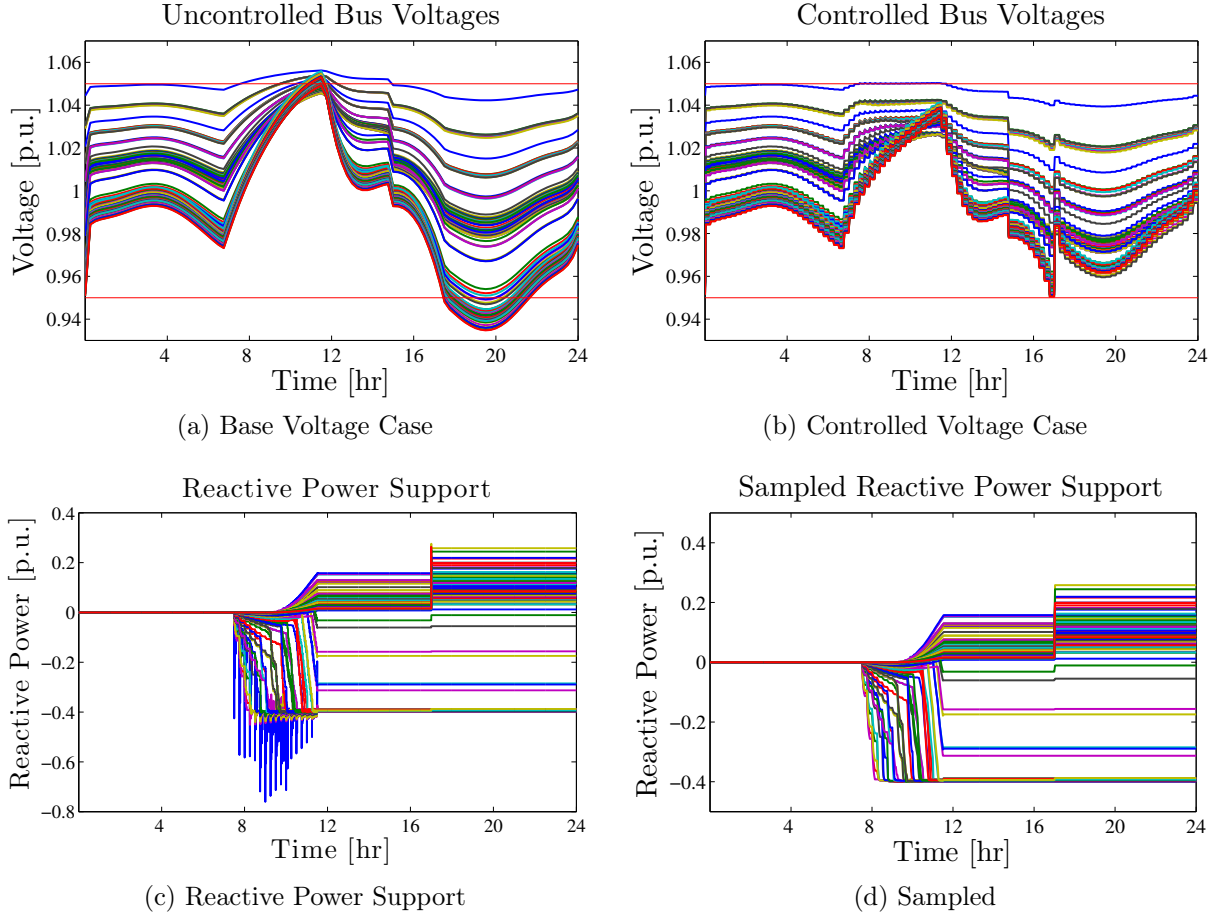 Uncontrolled Bus Voltages
1.06
1.04
1.02
1
0.98
0.96
0.94
Voltage [p.u.]
4 8 12 16 20 24
Time [hr]
(a) Base Voltage Case
Controlled Bus Voltages
1.06
1.04
1.02
1
0.98
0.96
0.94
Voltage [p.u.]
4 8 12 16 20 24
Time [hr]
(b) Controlled Voltage Case
Reactive Power Support
0.4
0.2
0
−0.2
−0.4
−0.6
−0.8
Reactive Power [p.u.]
4 8 12 16 20 24
Time [hr]
(c) Reactive Power Support
Sampled Reactive Power Support
0.4
0.2
0
−0.2
−0.4
−0.6
Reactive Power [p.u.]
4 8 12 16 20 24
Time [hr]
(d) Sampled